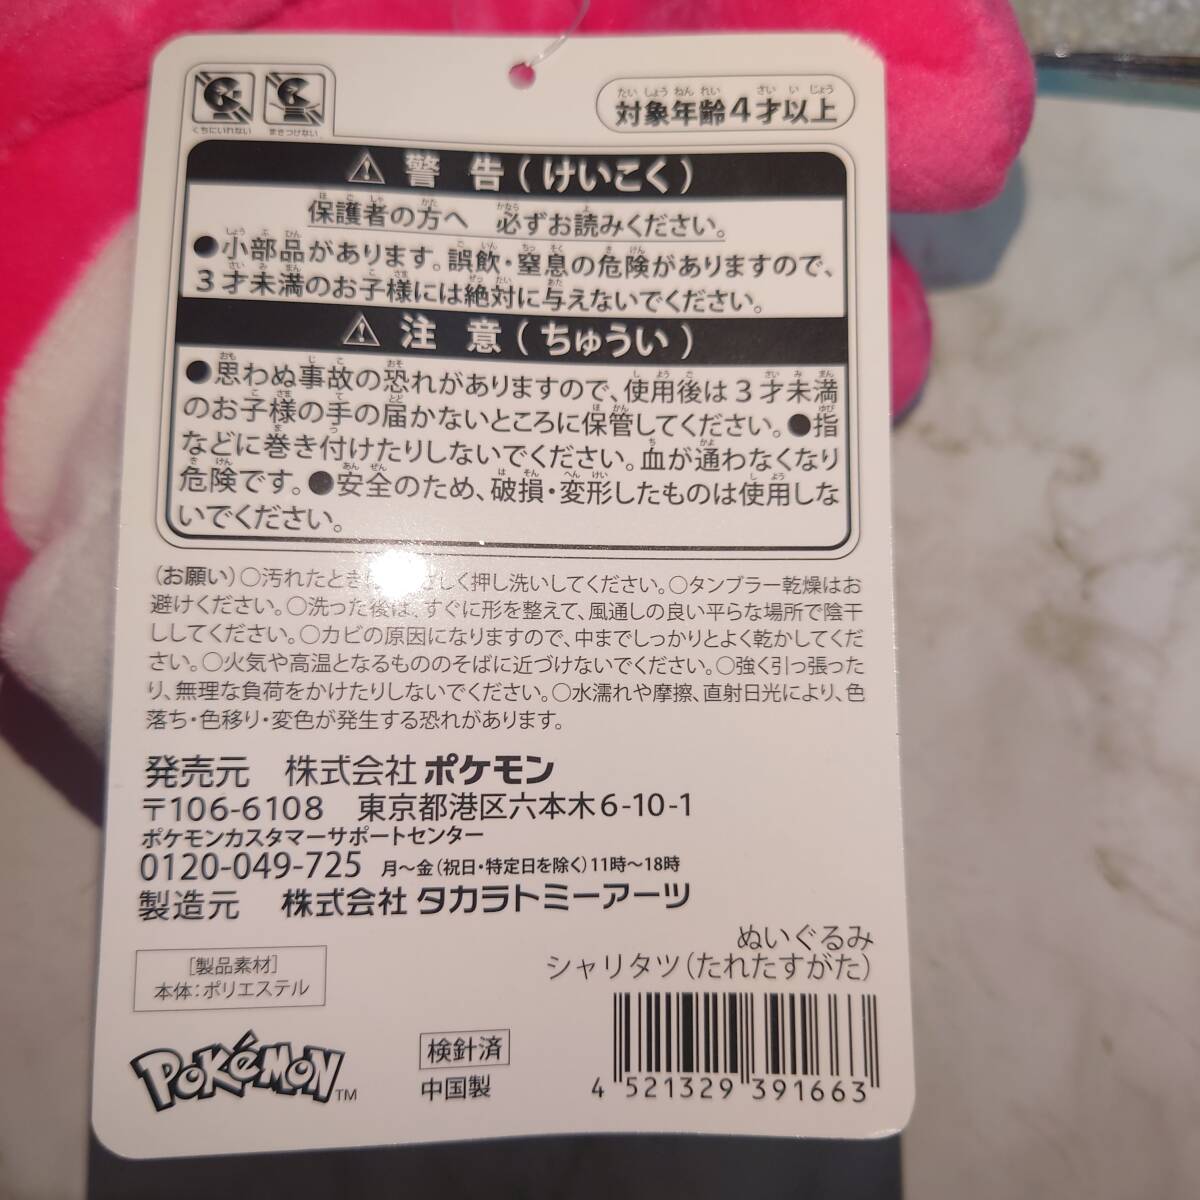 くちにいれない まきつけない
対象年齢4才以上
警告(けいこく)
保護者の方へ 必ずお読みください。
●小部品があります。誤飲・窒息の危険がありますので、
3才未満のお子様には絶対に与えないでください。
注意(ちゅうい)
●思わぬ事故の恐れがありますので、使用後は3才未満
のお子様の手の届かないところに保管してください。●指
などに巻き付けたりしないでください。血が通わなくなり
危険です。●安全のため、破損・変形したものは使用しな
いでください。
(お願い)○汚れたとき しく押し洗いしてください。○タンブラー乾燥はお
避けください。○洗った後は、すぐに形を整えて、風通しの良い平らな場所で陰干
ししてください。○カビの原因になりますので、中までしっかりとよく乾かしてくだ
さい。○火気や高温となるもののそばに近づけないでください。○強く引っ張った
り、無理な負荷をかけたりしないでください。○水濡れや摩擦、直射日光により、色
落ち・色移り・変色が発生する恐れがあります。
発売元 株式会社ポケモン
〒106-6108 東京都港区六本木6-10-1
ポケモンカスタマーサポートセンター
0120-049-725 月〜金(祝日・特定日を除く)11時〜18時
製造元 株式会社タカラトミーアーツ
ぬいぐるみ
シャリタツ(たれたすがた)
[製品素材]
本体:ポリエステル
POKéMON™
検針済
中国製
4 521329 391663